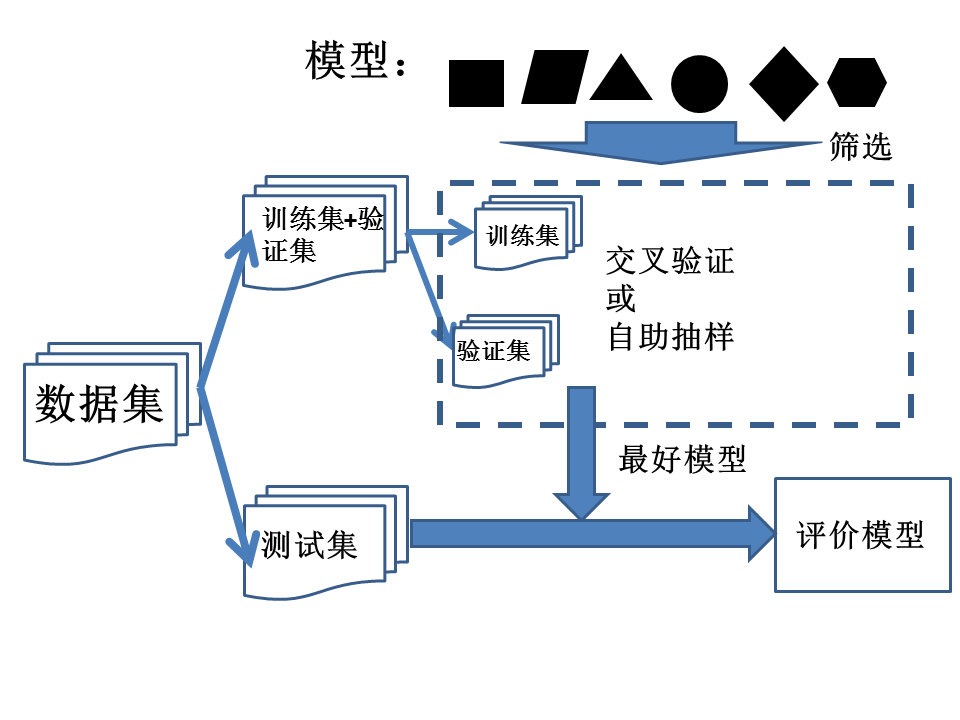 模型：
筛选
训练集+验
证集
训练集
交叉验证
或
自助抽样
验证集
数据集
最好模型
测试集
评价模型